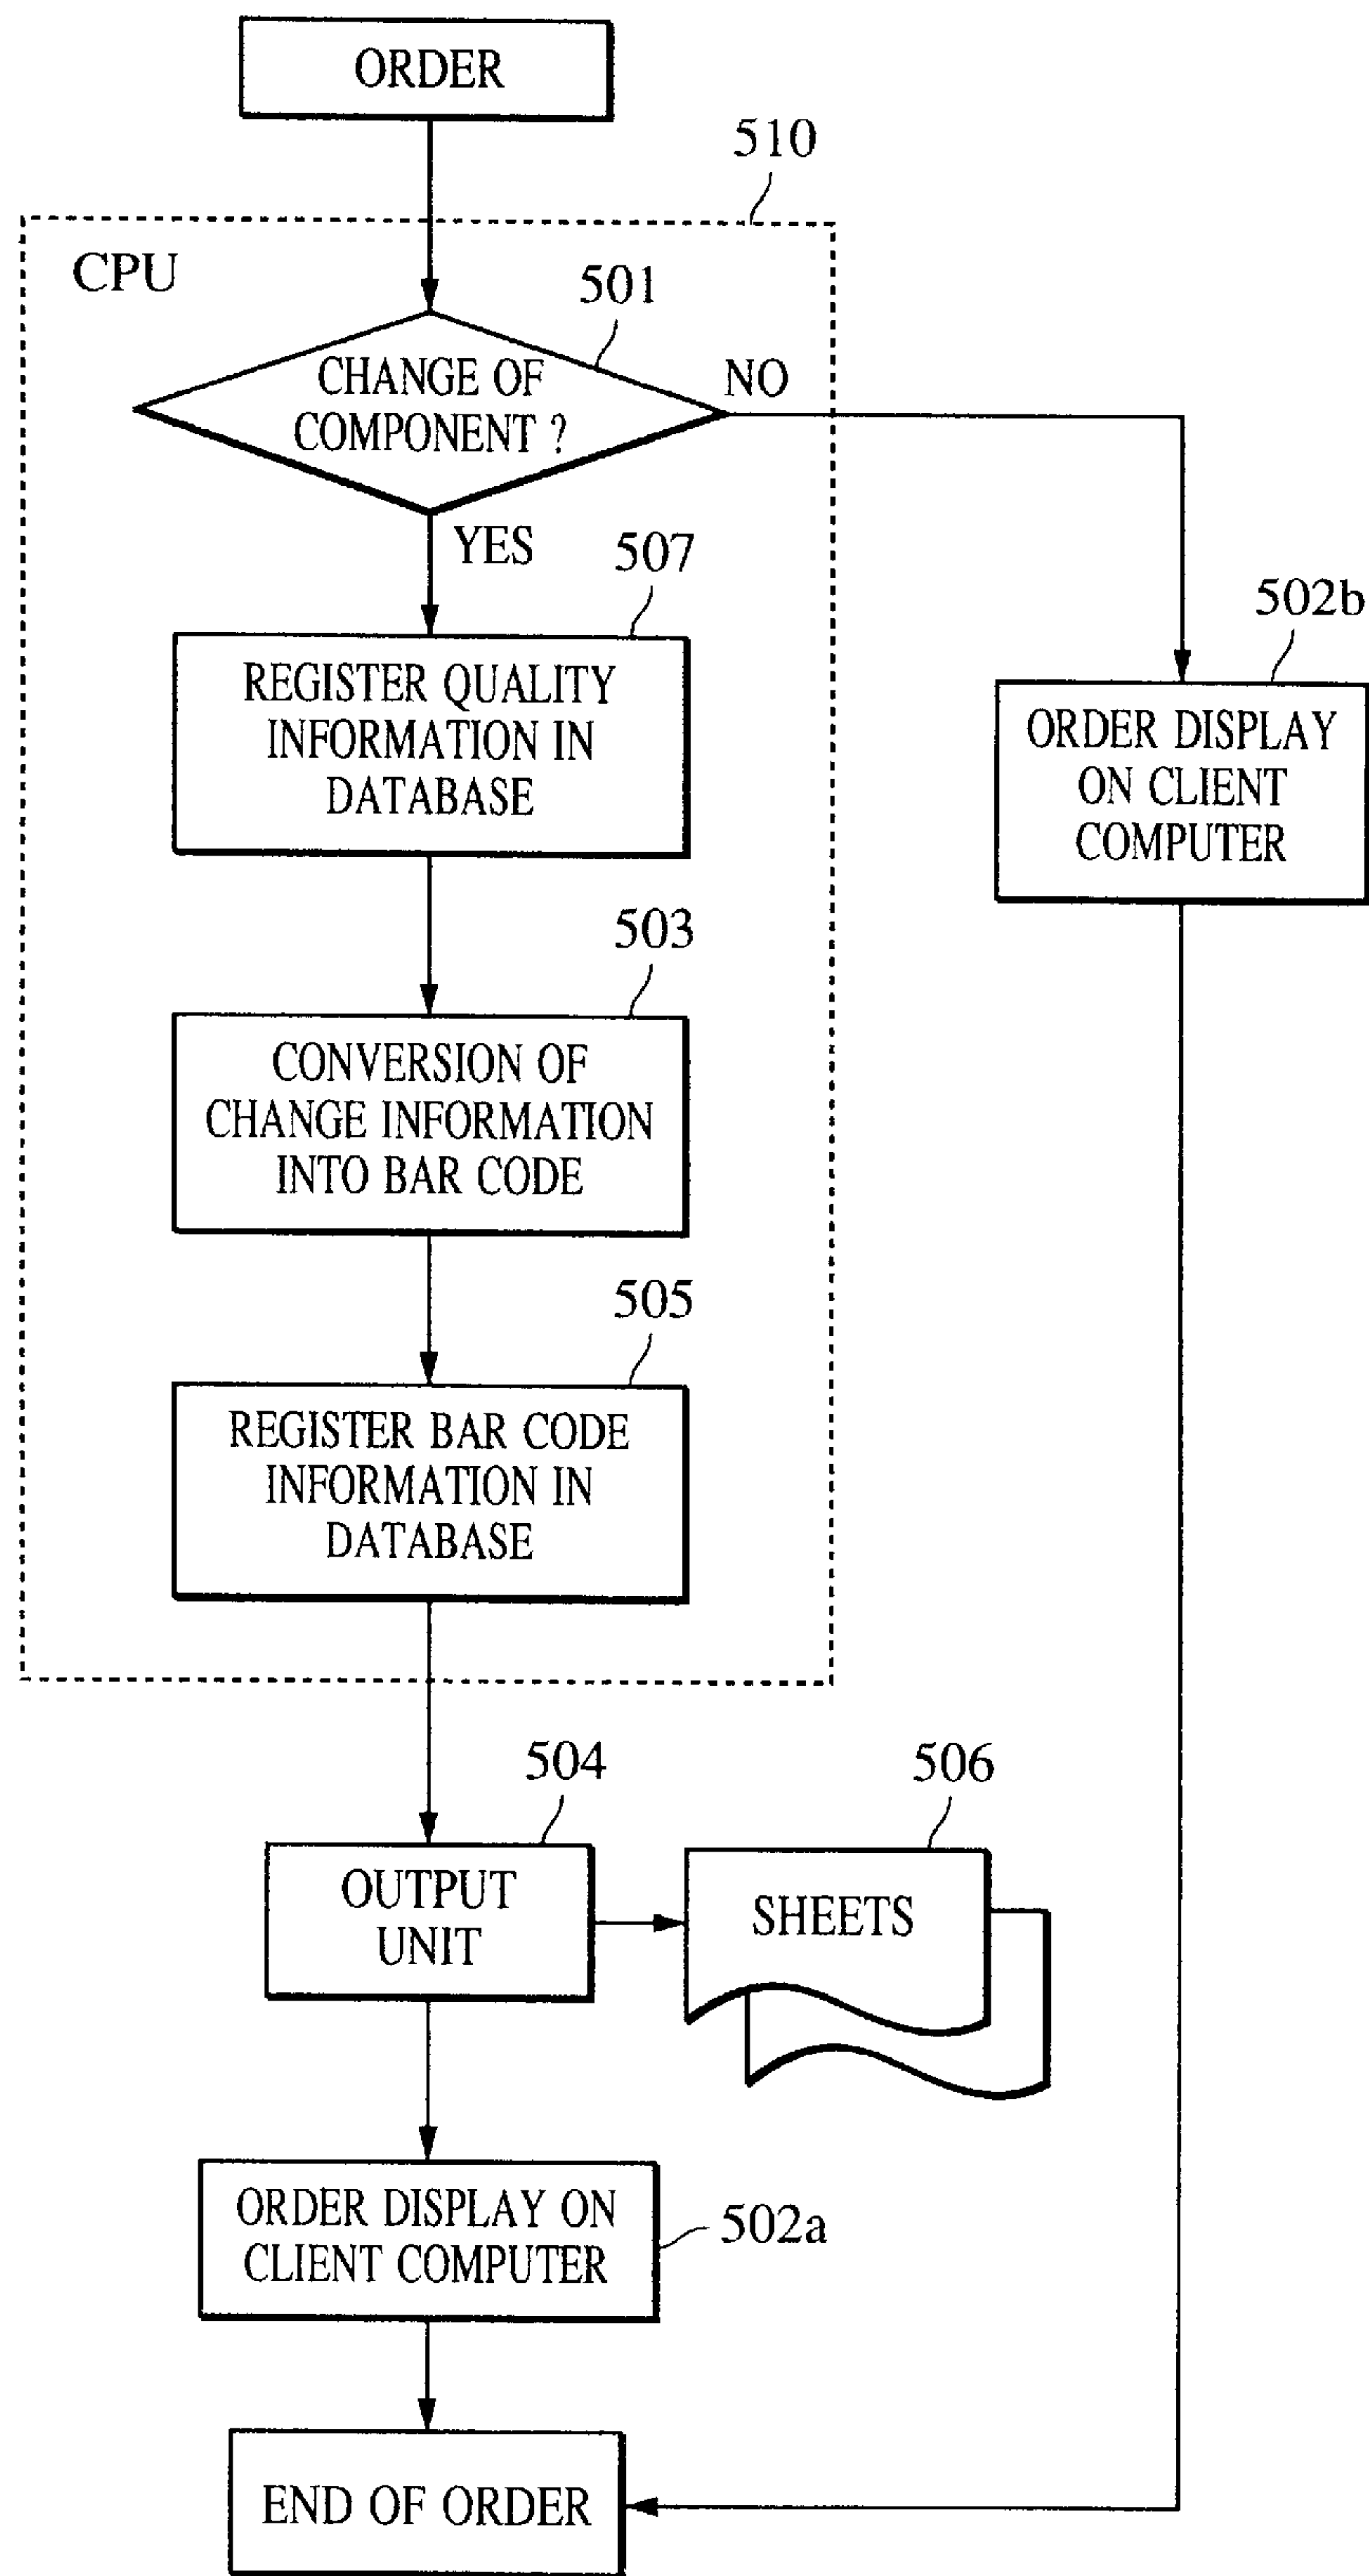 ORDER
510
CPU
501
CHANGE OF
COMPONENT ?
NO
YES
507
REGISTER QUALITY
INFORMATION IN
DATABASE
502b
ORDER DISPLAY
ON CLIENT
COMPUTER
503
CONVERSION OF
CHANGE INFORMATION
INTO BAR CODE
505
REGISTER BAR CODE
INFORMATION IN
DATABASE
504
OUTPUT
UNIT
506
SHEETS
ORDER DISPLAY ON
CLIENT COMPUTER
502a
END OF ORDER